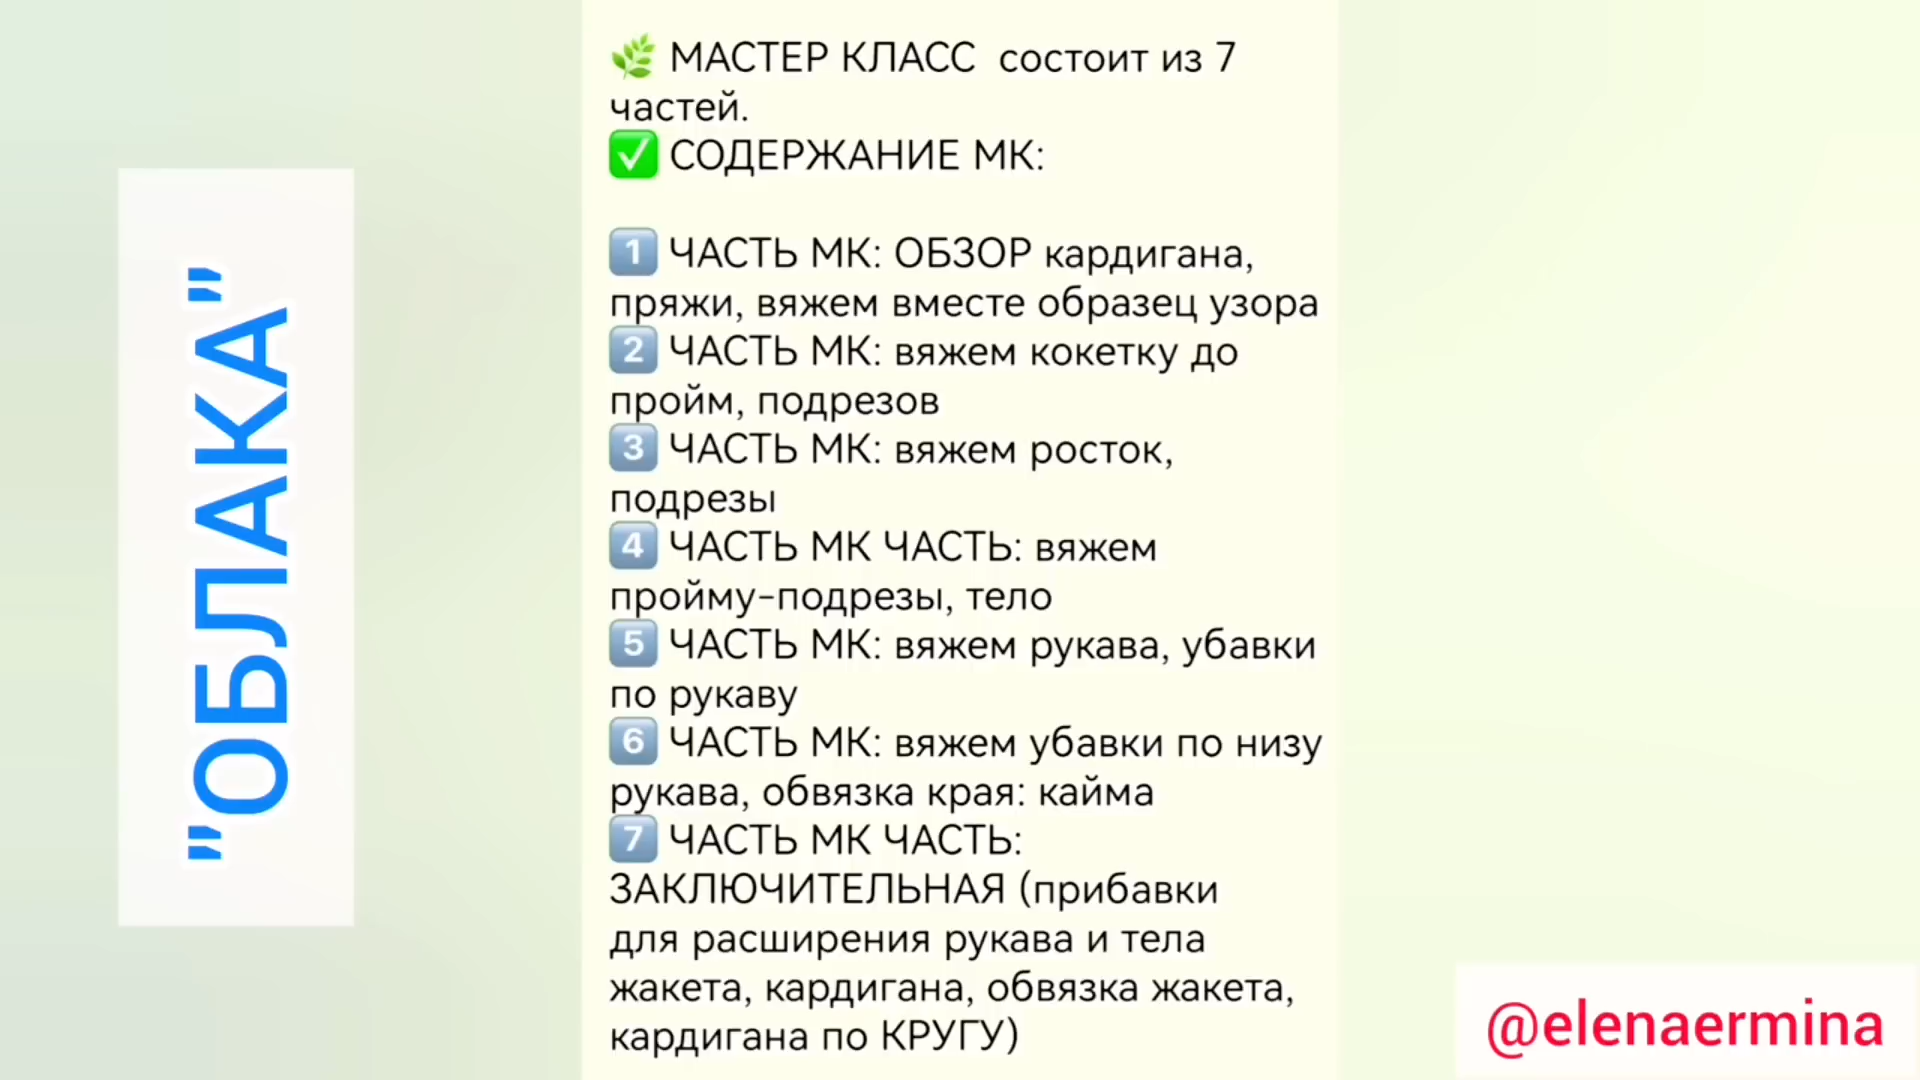 "ОБЛАКА"
🌿 МАСТЕР КЛАСС состоит из 7
частей.
✅ СОДЕРЖАНИЕ МК:
1️⃣ ЧАСТЬ МК: ОБЗОР кардигана,
пряжи, вяжем вместе образец узора
2️⃣ ЧАСТЬ МК: вяжем кокетку до
пройм, подрезов
3️⃣ ЧАСТЬ МК: вяжем росток,
подрезы
4️⃣ ЧАСТЬ МК ЧАСТЬ: вяжем
пройму-подрезы, тело
5️⃣ ЧАСТЬ МК: вяжем рукава, убавки
по рукаву
6️⃣ ЧАСТЬ МК: вяжем убавки по низу
рукава, обвязка края: кайма
7️⃣ ЧАСТЬ МК ЧАСТЬ:
ЗАКЛЮЧИТЕЛЬНАЯ (прибавки
для расширения рукава и тела
жакета, кардигана, обвязка жакета,
кардигана по КРУГУ)
@elenaermina